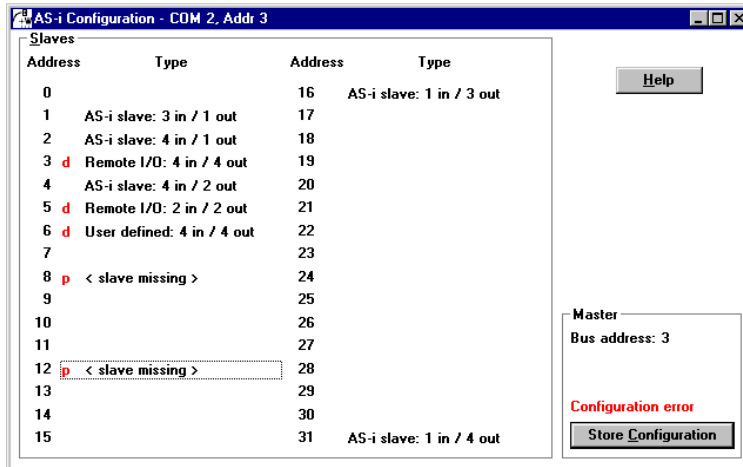 AS-i Configuration - COM 2, Addr 3
Slaves
Address Type Address Type
0 16 AS-i slave: 1 in / 3 out
1 AS-i slave: 3 in / 1 out 17
2 AS-i slave: 4 in / 1 out 18
3 d Remote I/O: 4 in / 4 out 19
4 AS-i slave: 4 in / 2 out 20
5 d Remote I/O: 2 in / 2 out 21
6 d User defined: 4 in / 4 out 22
7 23
8 p < slave missing > 24
9 25
10 26
11 27
12 p < slave missing > 28
13 29
14 30
15 31 AS-i slave: 1 in / 4 out
Help
Master
Bus address: 3
Configuration error
Store Configuration